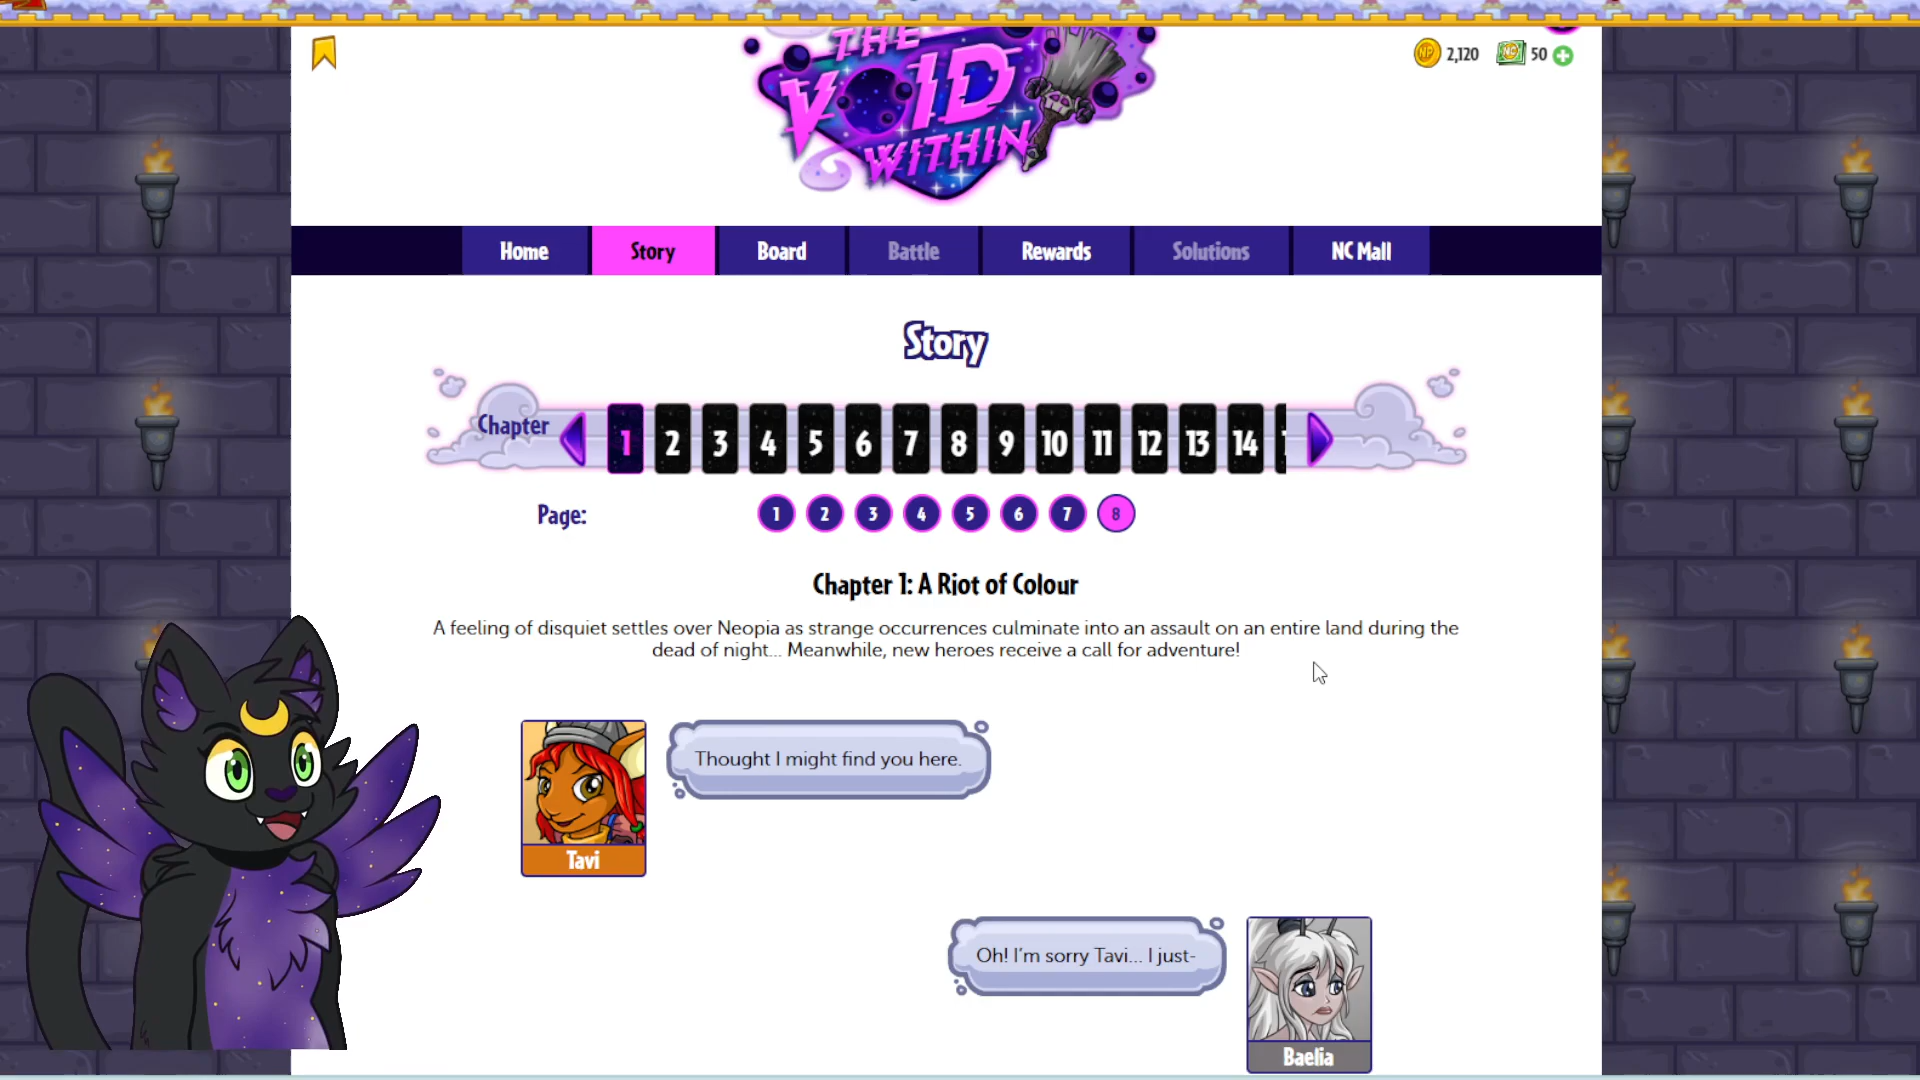 THE
VOID
WITHIN
NP 2,120 NC 50
Home Story Board Battle Rewards Solutions NC Mall
Story
Chapter 1 2 3 4 5 6 7 8 9 10 11 12 13 14
Page: 1 2 3 4 5 6 7 8
Chapter 1: A Riot of Colour
A feeling of disquiet settles over Neopia as strange occurrences culminate into an assault on an entire land during the
dead of night... Meanwhile, new heroes receive a call for adventure!
Thought I might find you here.
Tavi
Oh! I'm sorry Tavi... I just-
Baelia